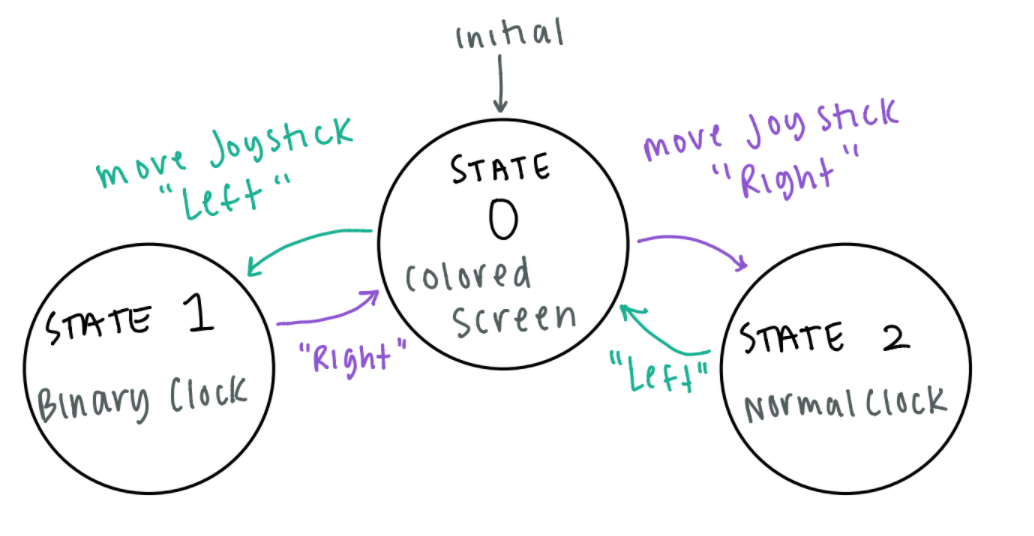 initial
move Joystick
"Left"
move Joystick
"Right"
STATE
0
colored
screen
STATE 1
Binary Clock
"Right"
"Left"
STATE 2
Normal Clock